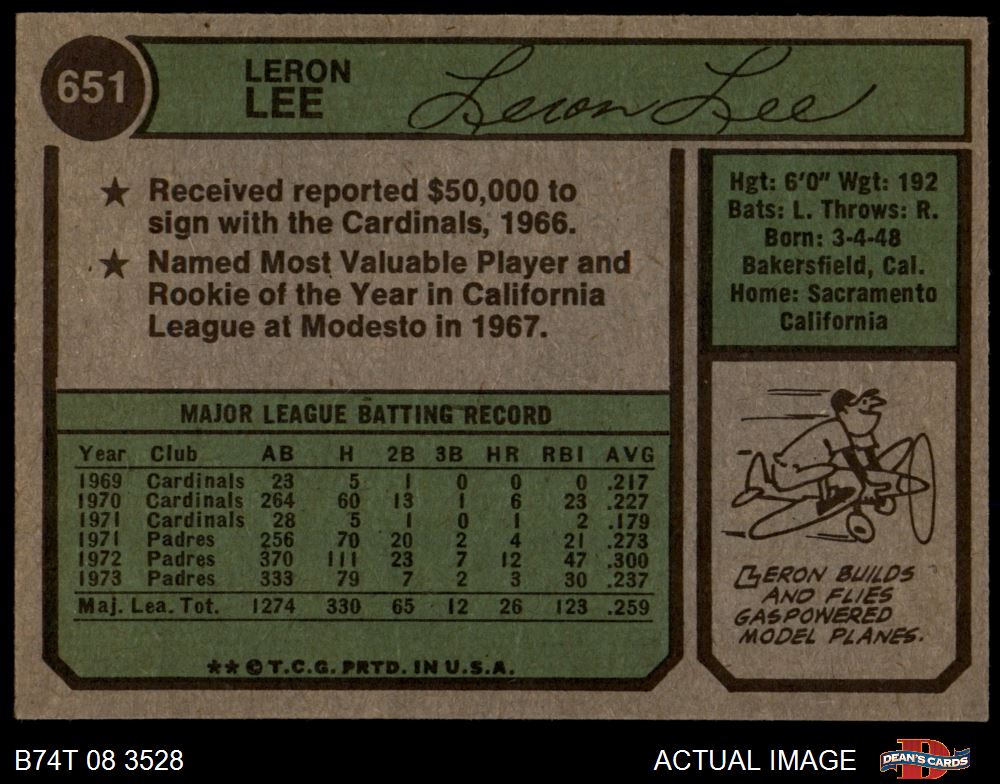 651
LERON
LEE
Leron Lee
★ Received reported $50,000 to
sign with the Cardinals, 1966.
★ Named Most Valuable Player and
Rookie of the Year in California
League at Modesto in 1967.
Hgt: 6'0" Wgt: 192
Bats: L. Throws: R.
Born: 3-4-48
Bakersfield, Cal.
Home: Sacramento
California
MAJOR LEAGUE BATTING RECORD
Year Club AB H 2B 3B HR RBI AVG
1969 Cardinals 23 5 1 0 0 0 .217
1970 Cardinals 264 60 13 1 6 23 .227
1971 Cardinals 28 5 1 0 1 2 .179
1971 Padres 256 70 20 2 4 21 .273
1972 Padres 370 111 23 7 12 47 .300
1973 Padres 333 79 7 2 3 30 .237
Maj. Lea. Tot. 1274 330 65 12 26 123 .259
LERON BUILDS
AND FLIES
GASPOWERED
MODEL PLANES.
★★ © T.C.G. PRTD. IN U.S.A.
B74T 08 3528
ACTUAL IMAGE
D
DEAN'S CARDS